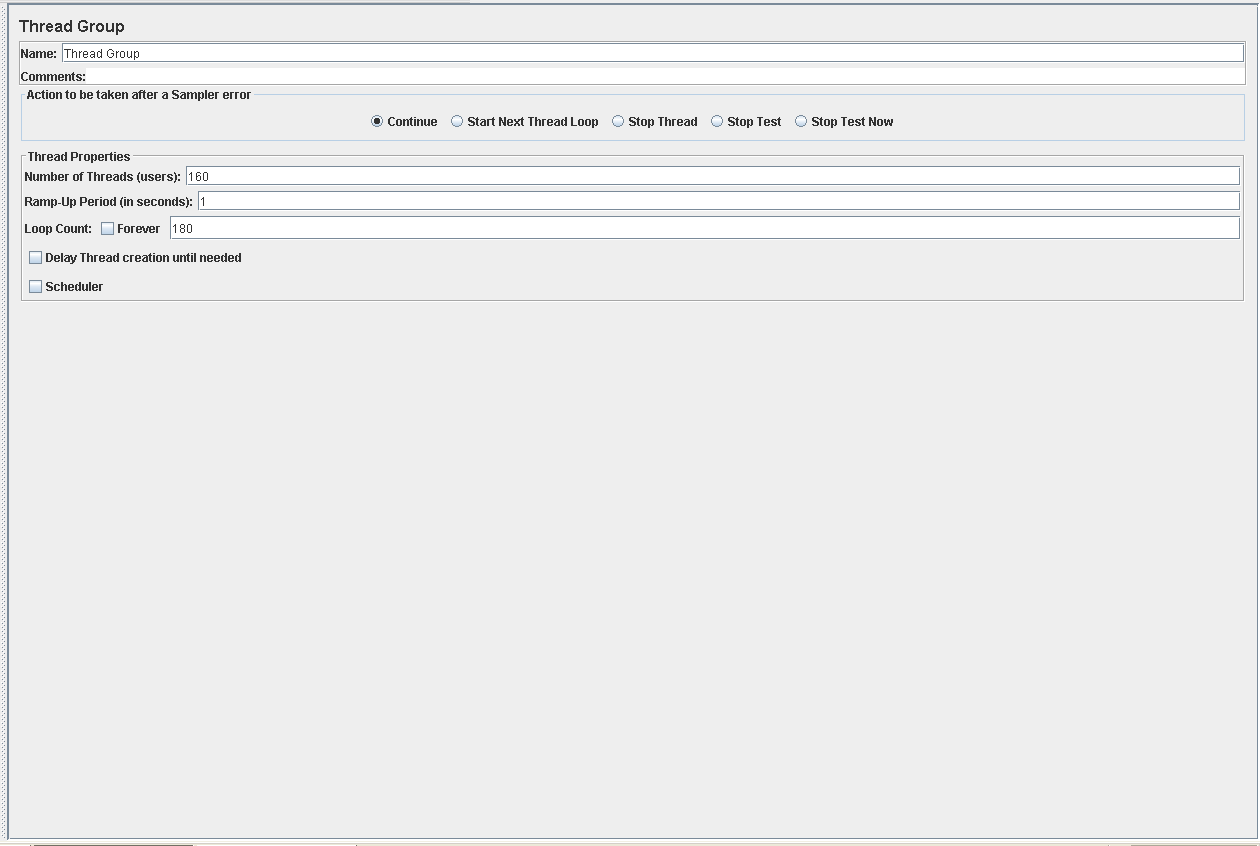 Thread Group
Name: Thread Group
Comments:
Action to be taken after a Sampler error
Continue Start Next Thread Loop Stop Thread Stop Test Stop Test Now
Thread Properties
Number of Threads (users): 160
Ramp-Up Period (in seconds): 1
Loop Count: Forever 180
Delay Thread creation until needed
Scheduler